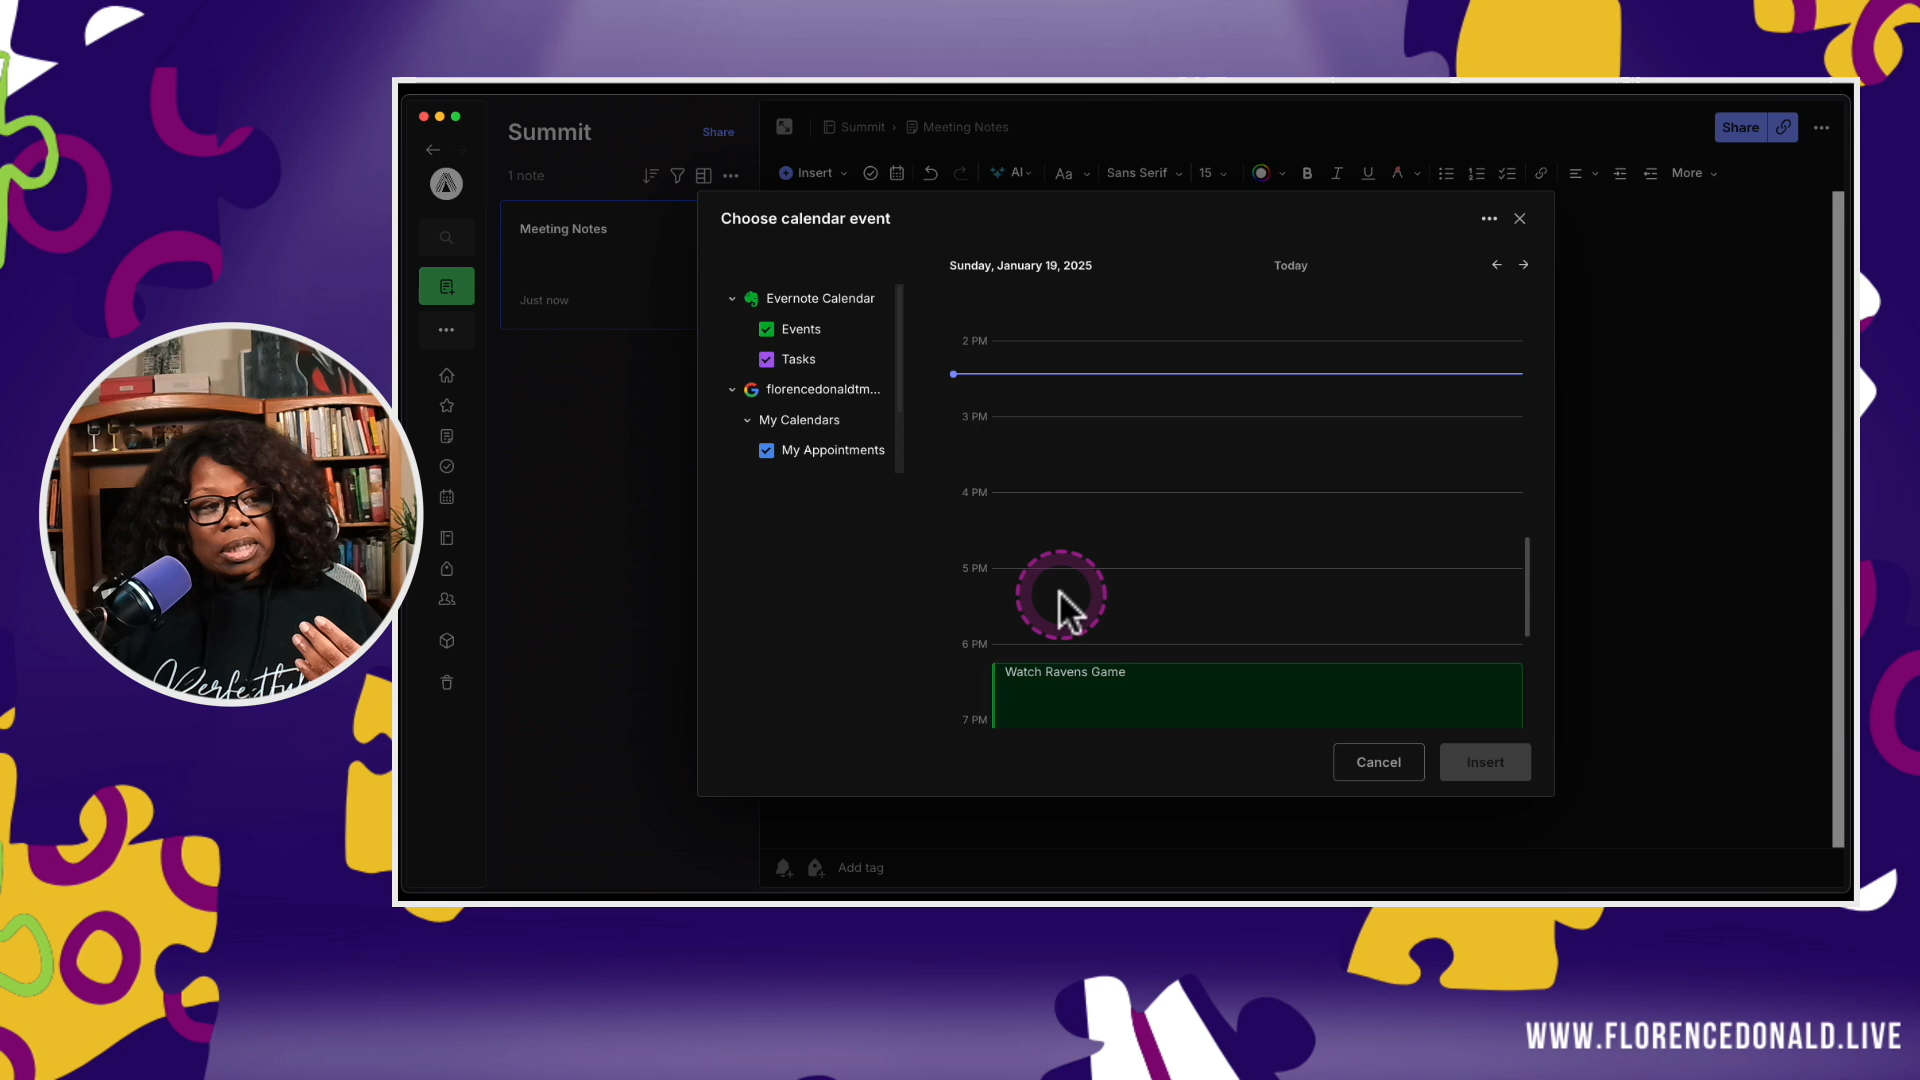 Summit
Share
1 note
Meeting Notes
Just now
Summit
Meeting Notes
Share
Insert
AI
Aa
Sans Serif
15
B
I
U
A
More
Choose calendar event
Sunday, January 19, 2025
Today
Evernote Calendar
Events
Tasks
florencedonaldtm...
My Calendars
My Appointments
2 PM
3 PM
4 PM
5 PM
6 PM
Watch Ravens Game
7 PM
Cancel
Insert
Add tag
WWW.FLORENCEDONALD.LIVE